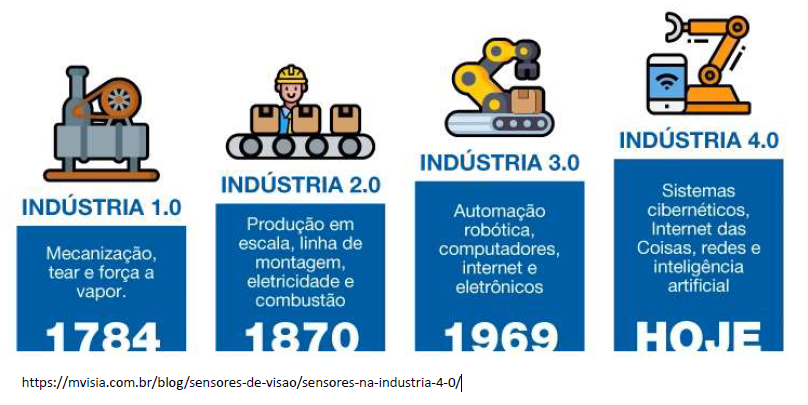 INDÚSTRIA 1.0
Mecanização,
tear e força a
vapor.
1784
INDÚSTRIA 2.0
Produção em
escala, linha de
montagem,
eletricidade e
combustão
1870
INDÚSTRIA 3.0
Automação
robótica,
computadores,
internet e
eletrônicos
1969
INDÚSTRIA 4.0
Sistemas
cibernéticos,
Internet das
Coisas, redes e
inteligência
artificial
HOJE
https://mvisia.com.br/blog/sensores-de-visao/sensores-na-industria-4-0/